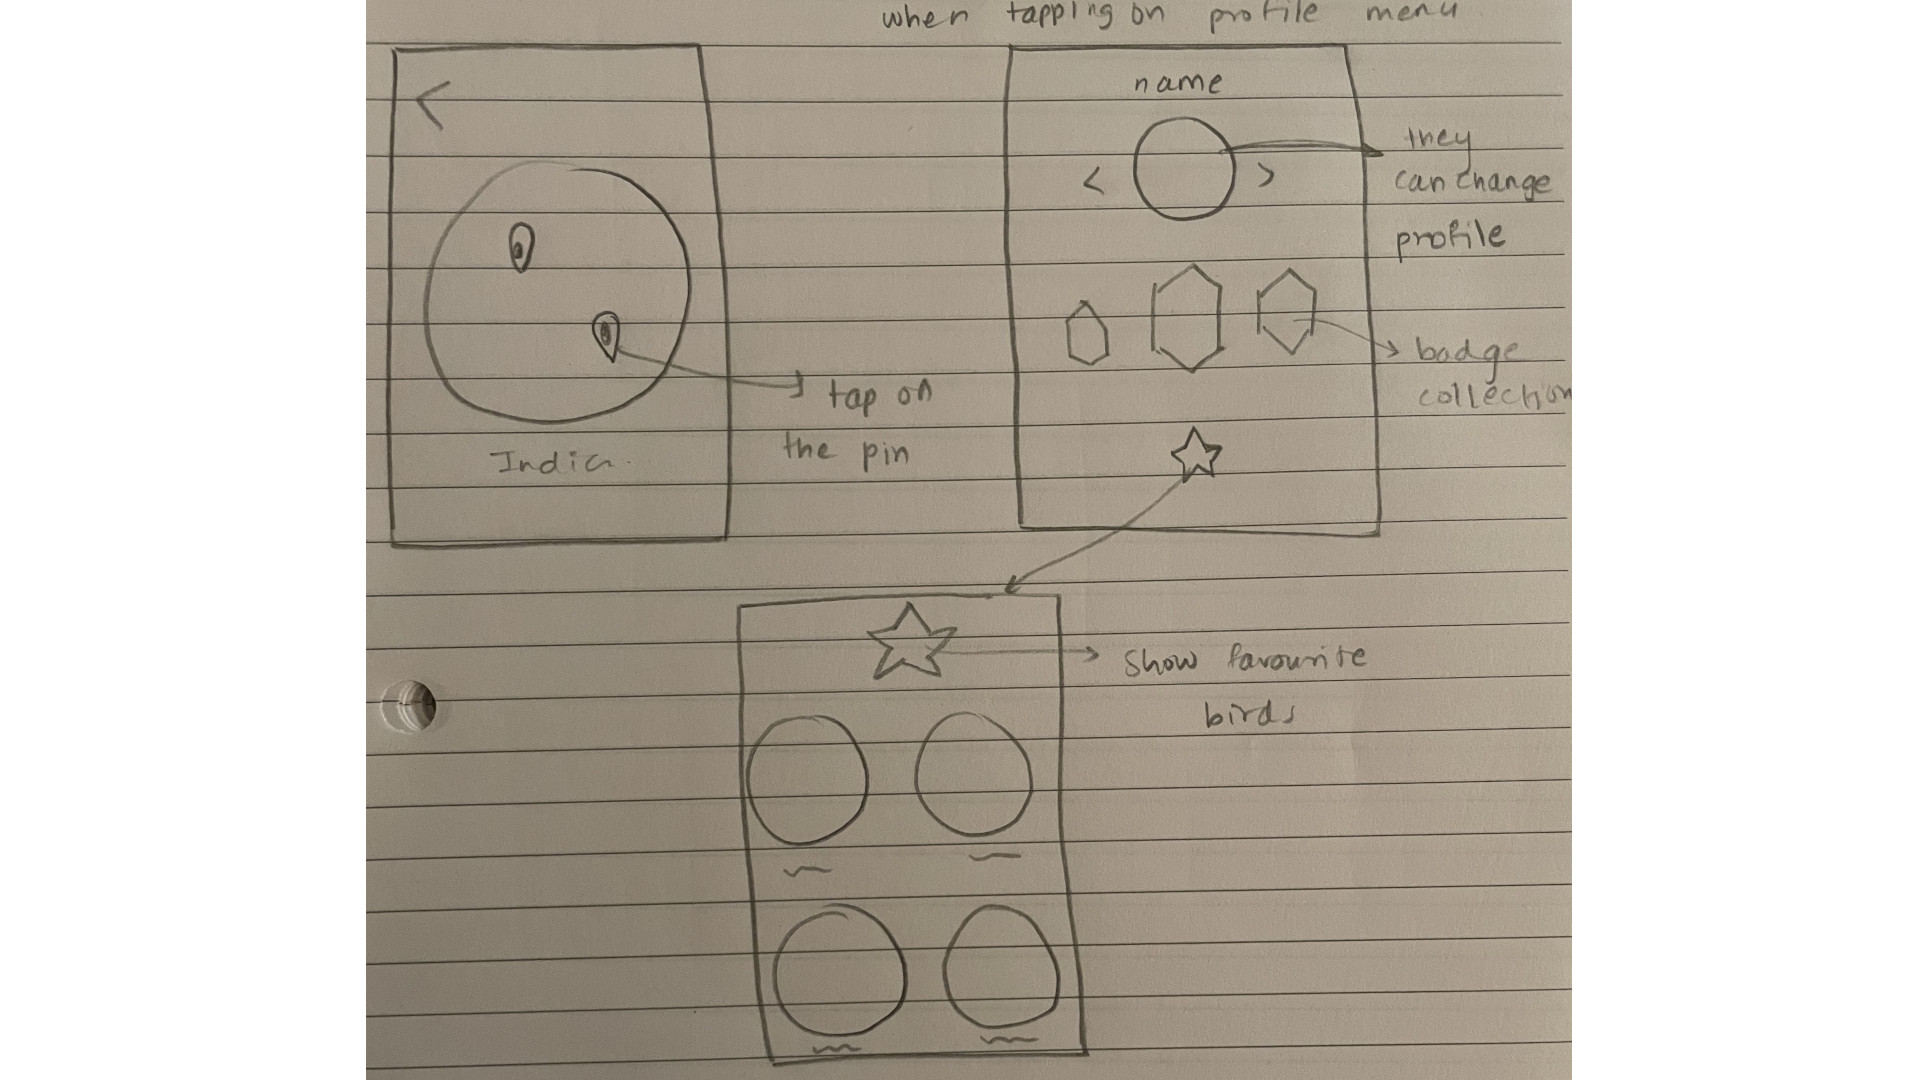 when tapping on profile menu
name
they
can change
profile
badge
collection
tap on
the pin
India
show favourite
birds